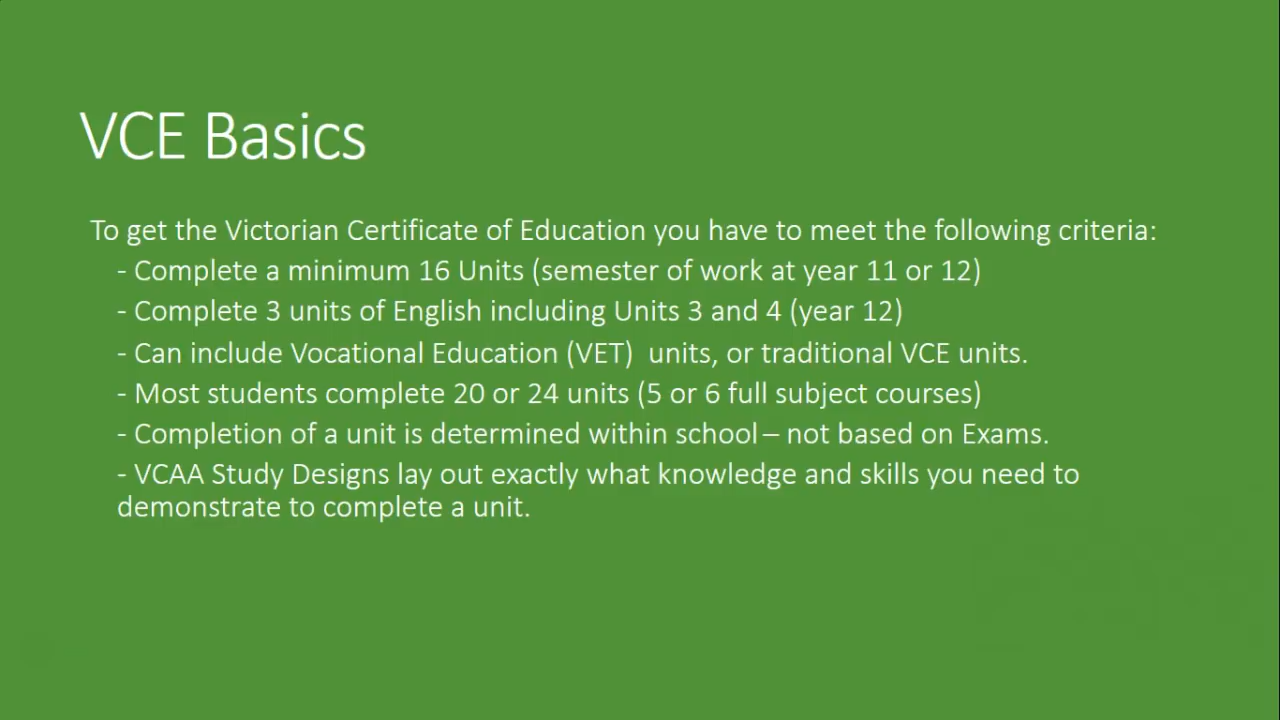 VCE Basics
To get the Victorian Certificate of Education you have to meet the following criteria:
- Complete a minimum 16 Units (semester of work at year 11 or 12)
- Complete 3 units of English including Units 3 and 4 (year 12)
- Can include Vocational Education (VET)  units, or traditional VCE units.
- Most students complete 20 or 24 units (5 or 6 full subject courses)
- Completion of a unit is determined within school – not based on Exams.
- VCAA Study Designs lay out exactly what knowledge and skills you need to
demonstrate to complete a unit.